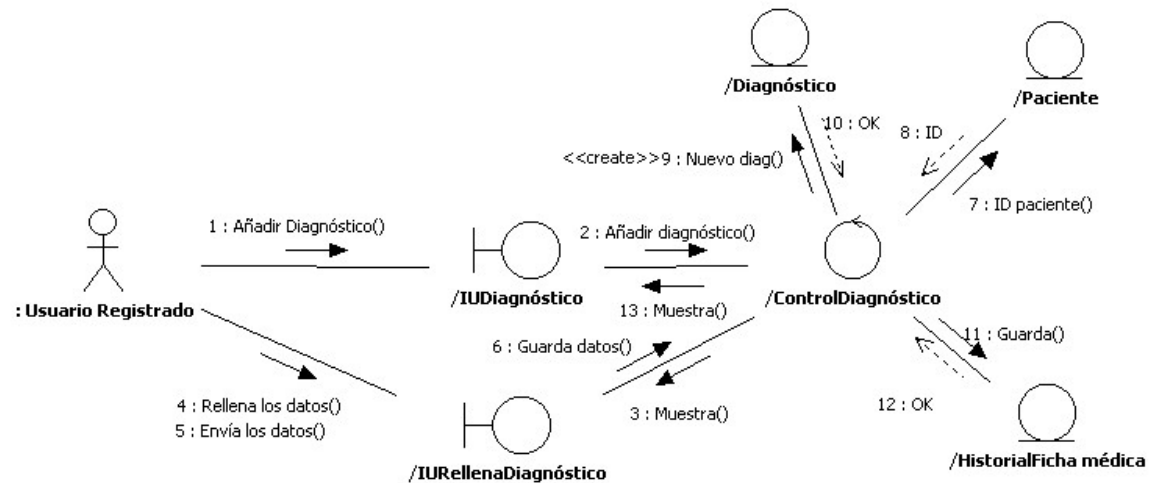 /Diagnóstico
/Paciente
10 : OK
8 : ID
<<create>>9 : Nuevo diag()
7 : ID paciente()
1 : Añadir Diagnóstico()
2 : Añadir diagnóstico()
: Usuario Registrado
/IUDiagnóstico
/ControlDiagnóstico
13 : Muestra()
11 : Guarda()
6 : Guarda datos()
4 : Rellena los datos()
5 : Envía los datos()
3 : Muestra()
12 : OK
/IURellenaDiagnóstico
/HistorialFicha médica